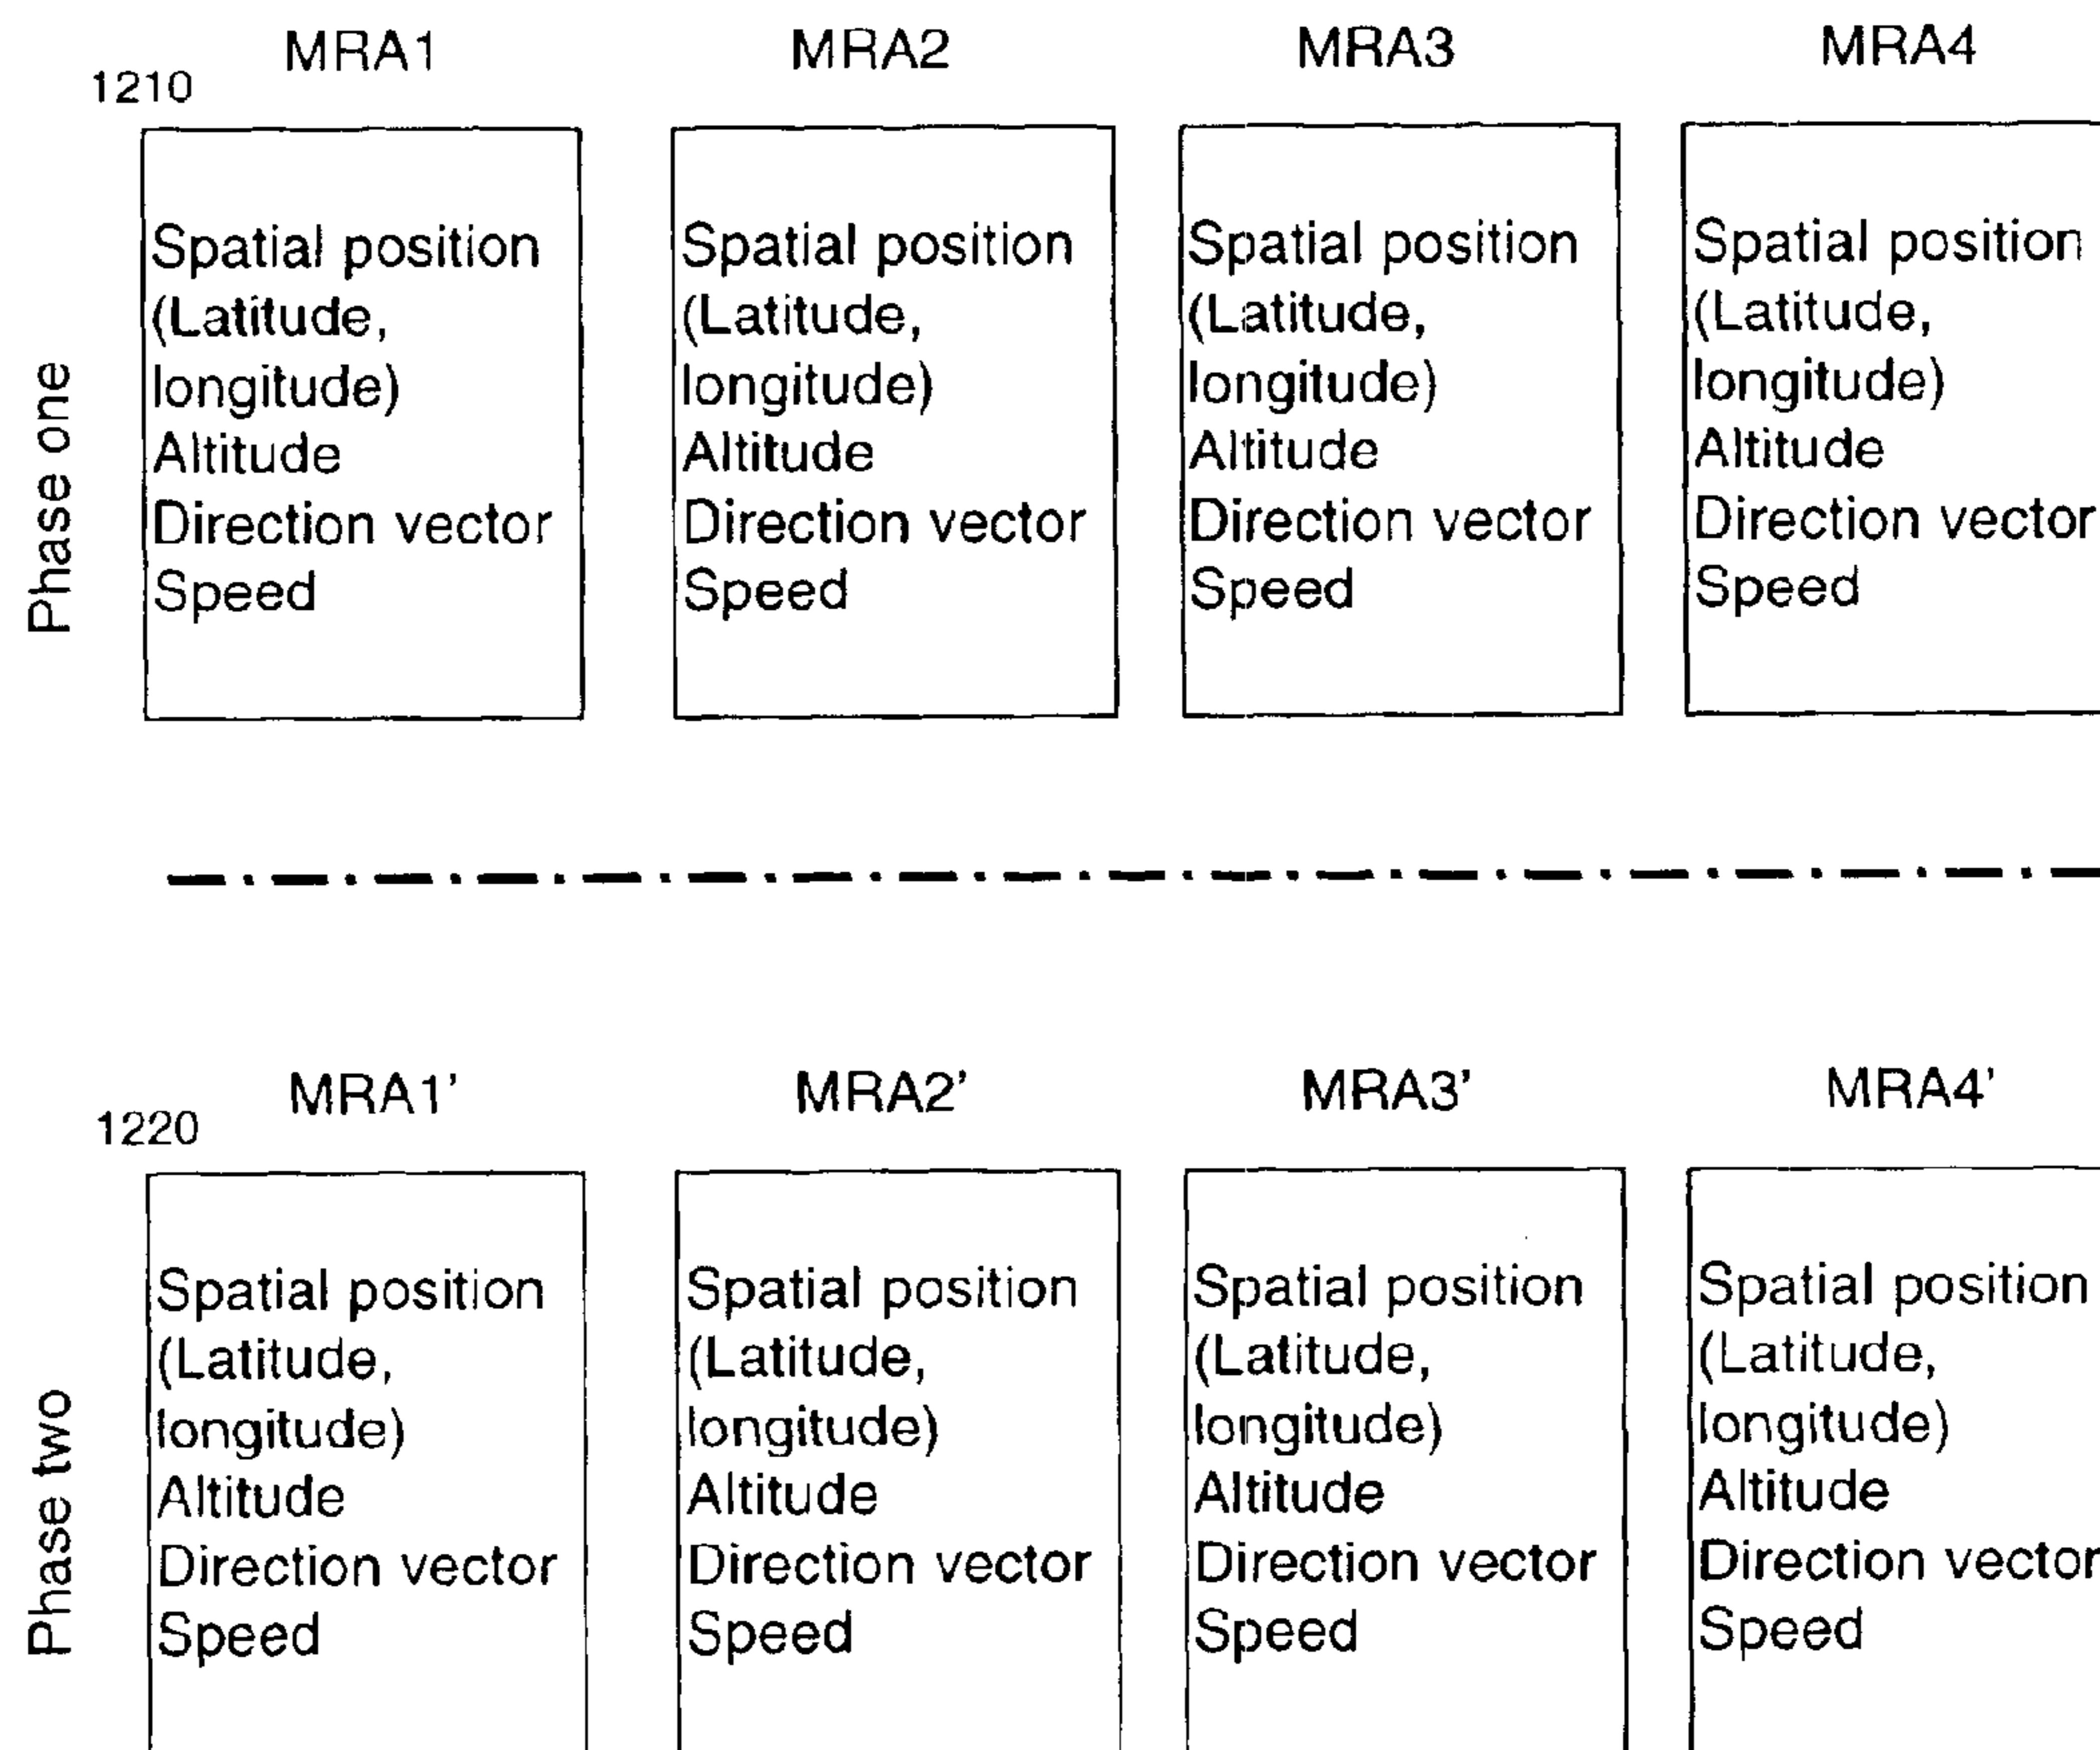 MRA1
MRA2
MRA3
MRA4
1210
Phase one
Spatial position
(Latitude,
longitude)
Altitude
Direction vector
Speed
Spatial position
(Latitude,
longitude)
Altitude
Direction vector
Speed
Spatial position
(Latitude,
longitude)
Altitude
Direction vector
Speed
Spatial position
(Latitude,
longitude)
Altitude
Direction vector
Speed
MRA1'
MRA2'
MRA3'
MRA4'
1220
Phase two
Spatial position
(Latitude,
longitude)
Altitude
Direction vector
Speed
Spatial position
(Latitude,
longitude)
Altitude
Direction vector
Speed
Spatial position
(Latitude,
longitude)
Altitude
Direction vector
Speed
Spatial position
(Latitude,
longitude)
Altitude
Direction vector
Speed